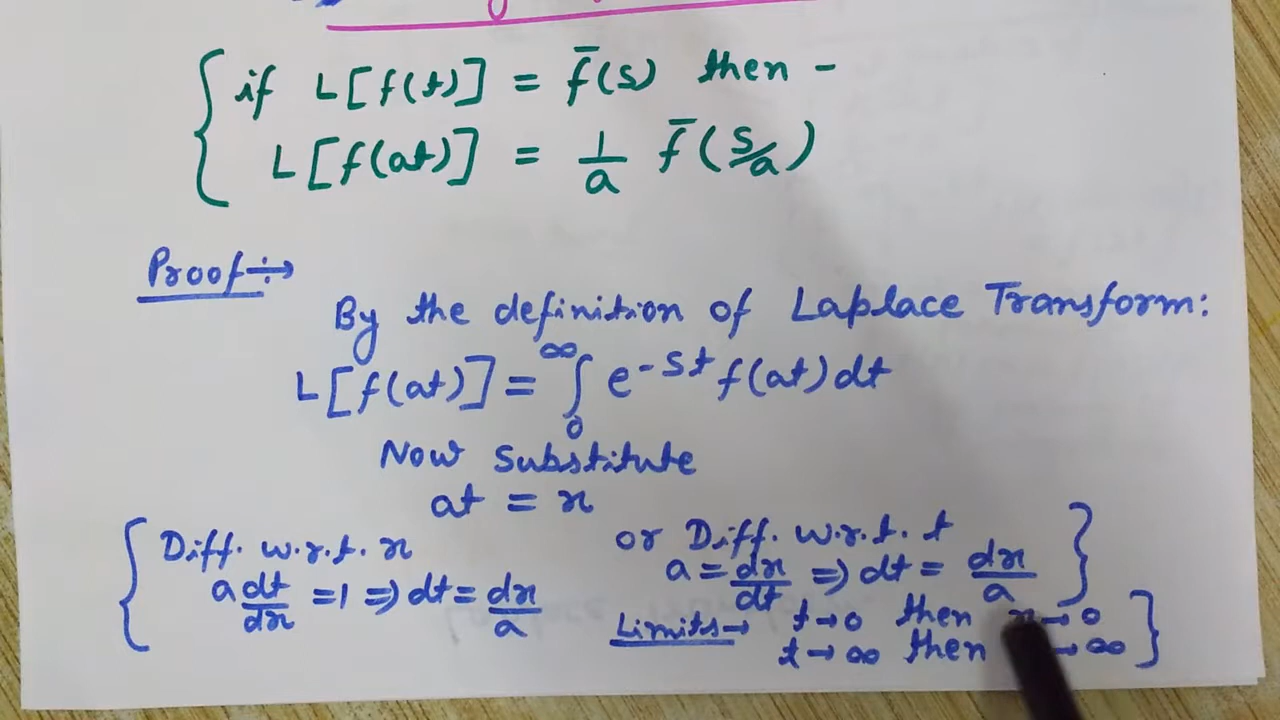 if L[f(t)] = f̄(s) then -
L[f(at)] = 1/a f̄(s/a)
Proof÷→
By the definition of Laplace Transform:
L[f(at)] = ∫₀^∞ e^-st f(at)dt
Now Substitute
at = x
Diff. w.r.t. x
a dt/dx = 1 ⇒ dt = dx/a
or Diff. w.r.t. t
a = dx/dt ⇒ dt = dx/a
Limits→ t→0 then x→0
t→∞ then →∞